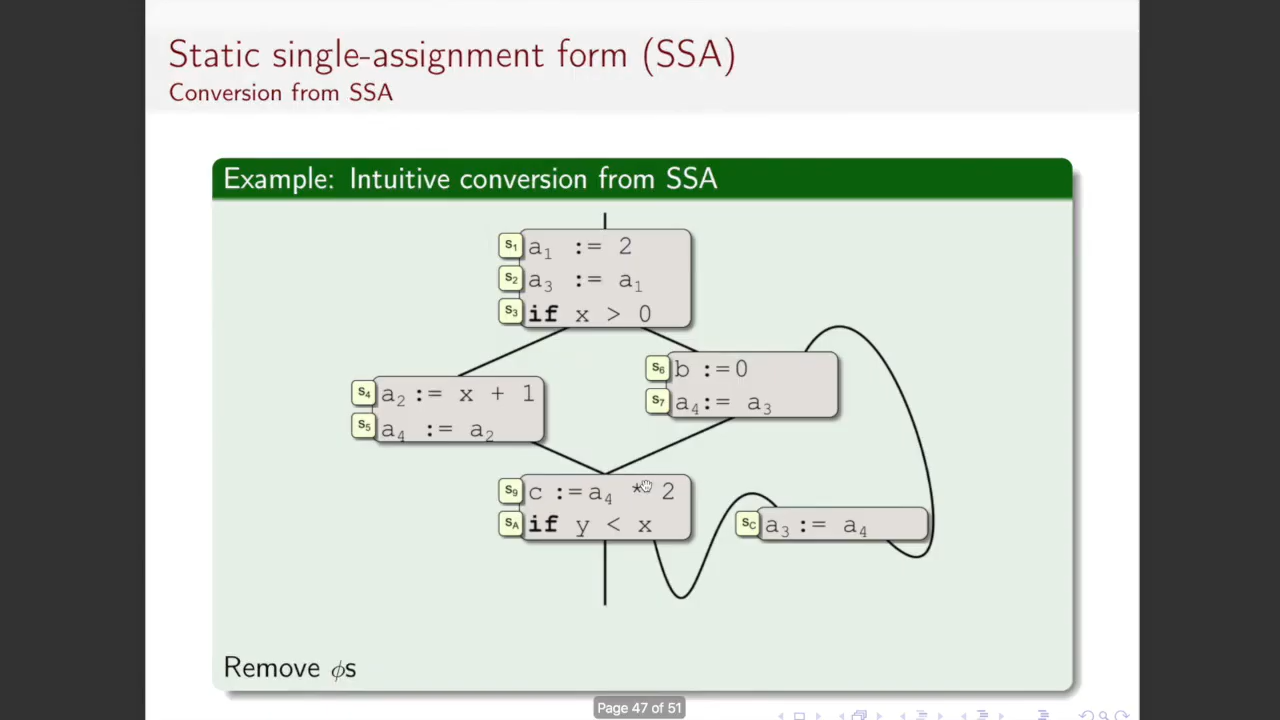 Static single-assignment form (SSA)
Conversion from SSA
Example: Intuitive conversion from SSA
S₁ a₁ := 2
S₂ a₃ := a₁
S₃ if x > 0
S₆ b :=0
S₇ a₄:= a₃
S₄ a₂ := x + 1
S₅ a₄ := a₂
S₉ c :=a₄ * 2
S_A if y < x
S_C a₃ := a₄
Remove ϕs
Page 47 of 51